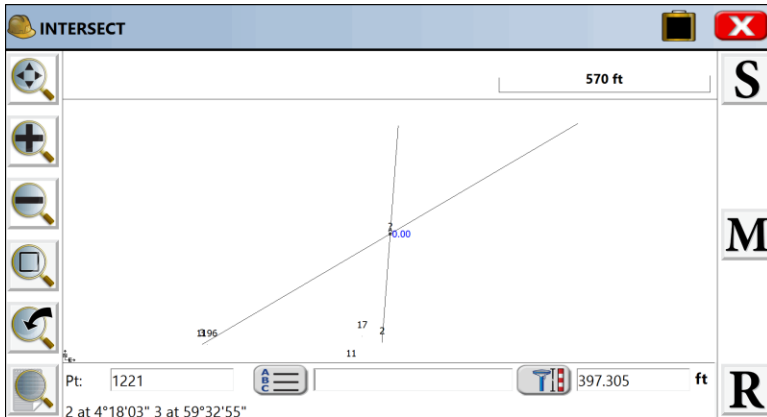 INTERSECT
X
570 ft
S
2
0.00
M
17
2
11
Pt:
1221
A
B
C
397.305
ft
R
2 at 4°18'03" 3 at 59°32'55"